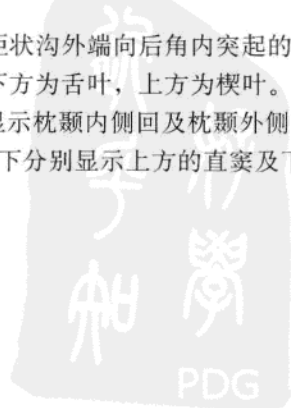 距状沟外端向后角内突起的
下方为舌叶，上方为楔叶。
显示枕颞内侧回及枕颞外侧
下分别显示上方的直窦及下
PDG